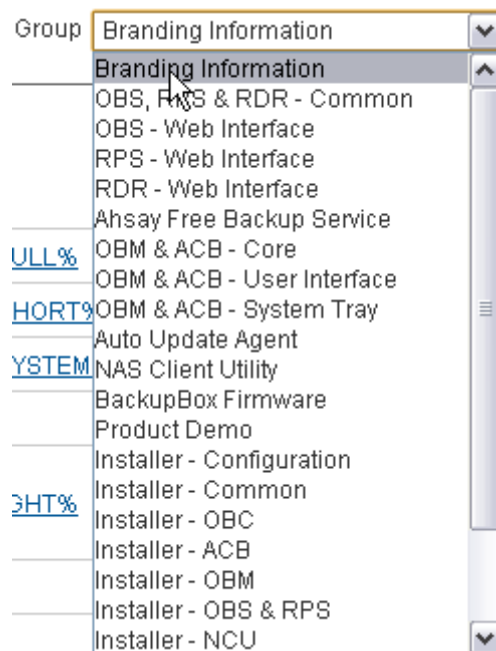 Group Branding Information
Branding Information
OBS, RPS & RDR - Common
OBS - Web Interface
RPS - Web Interface
RDR - Web Interface
Ahsay Free Backup Service
ULL% OBM & ACB - Core
OBM & ACB - User Interface
HORT% OBM & ACB - System Tray
Auto Update Agent
YSTEM NAS Client Utility
BackupBox Firmware
Product Demo
Installer - Configuration
Installer - Common
GHT% Installer - OBC
Installer - ACB
Installer - OBM
Installer - OBS & RPS
Installer - NCU